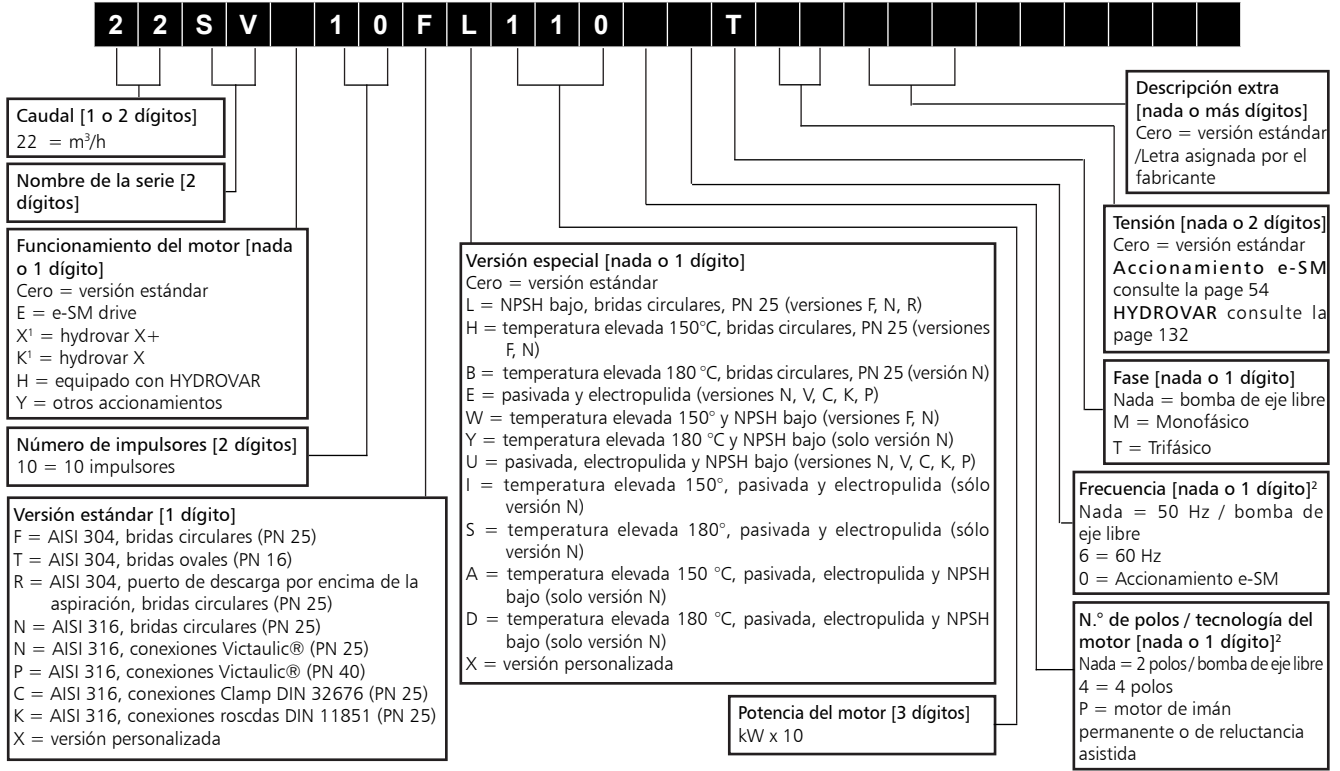 22SV 10FL110 T
Caudal [1 o 2 dígitos]
22 = m³/h
Nombre de la serie [2
dígitos]
Funcionamiento del motor [nada
o 1 dígito]
Cero = versión estándar
E = e-SM drive
X¹ = hydrovar X+
K¹ = hydrovar X
H = equipado con HYDROVAR
Y = otros accionamientos
Número de impulsores [2 dígitos]
10 = 10 impulsores
Versión estándar [1 dígito]
F = AISI 304, bridas circulares (PN 25)
T = AISI 304, bridas ovales (PN 16)
R = AISI 304, puerto de descarga por encima de la
aspiración, bridas circulares (PN 25)
N = AISI 316, bridas circulares (PN 25)
N = AISI 316, conexiones Victaulic® (PN 25)
P = AISI 316, conexiones Victaulic® (PN 40)
C = AISI 316, conexiones Clamp DIN 32676 (PN 25)
K = AISI 316, conexiones roscdas DIN 11851 (PN 25)
X = versión personalizada
Versión especial [nada o 1 dígito]
Cero = versión estándar
L = NPSH bajo, bridas circulares, PN 25 (versiones F, N, R)
H = temperatura elevada 150°C, bridas circulares, PN 25 (versiones
F, N)
B = temperatura elevada 180 °C, bridas circulares, PN 25 (versión N)
E = pasivada y electropulida (versiones N, V, C, K, P)
W = temperatura elevada 150° y NPSH bajo (versiones F, N)
Y = temperatura elevada 180 °C y NPSH bajo (solo versión N)
U = pasivada, electropulida y NPSH bajo (versiones N, V, C, K, P)
I = temperatura elevada 150°, pasivada y electropulida (sólo
versión N)
S = temperatura elevada 180°, pasivada y electropulida (sólo
versión N)
A = temperatura elevada 150 °C, pasivada, electropulida y NPSH
bajo (solo versión N)
D = temperatura elevada 180 °C, pasivada, electropulida y NPSH
bajo (solo versión N)
X = versión personalizada
Potencia del motor [3 dígitos]
kW x 10
Descripción extra
[nada o más dígitos]
Cero = versión estándar
/Letra asignada por el
fabricante
Tensión [nada o 2 dígitos]
Cero = versión estándar
Accionamiento e-SM
consulte la page 54
HYDROVAR consulte la
page 132
Fase [nada o 1 dígito]
Nada = bomba de eje libre
M = Monofásico
T = Trifásico
Frecuencia [nada o 1 dígito]²
Nada = 50 Hz / bomba de
eje libre
6 = 60 Hz
0 = Accionamiento e-SM
N.° de polos / tecnología del
motor [nada o 1 dígito]²
Nada = 2 polos / bomba de eje libre
4 = 4 polos
P = motor de imán
permanente o de reluctancia
asistida